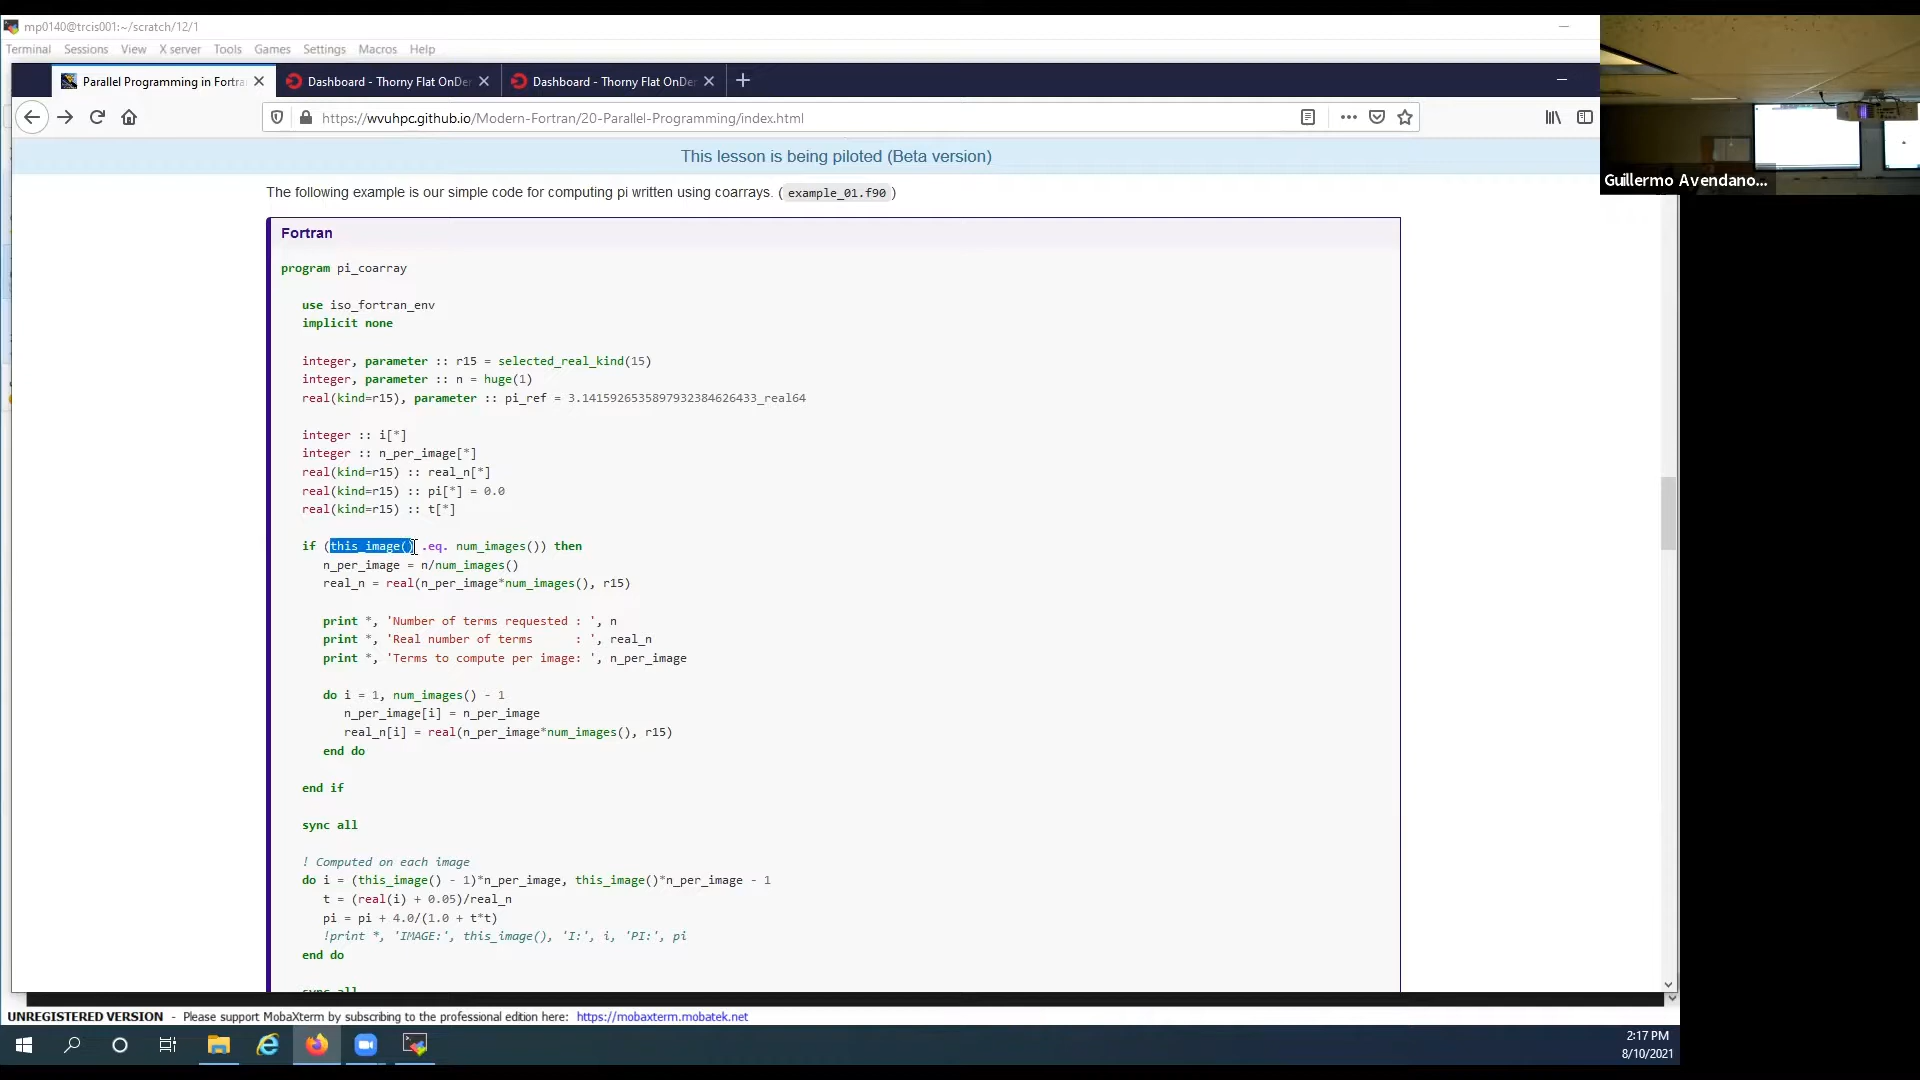 mp0140@trcis001:~/scratch/12/1
Terminal Sessions View X server Tools Games Settings Macros Help
Parallel Programming in Fortra
Dashboard - Thorny Flat OnDe
Dashboard - Thorny Flat OnDe
https://wvuhpc.github.io/Modern-Fortran/20-Parallel-Programming/index.html
This lesson is being piloted (Beta version)
Guillermo Avendano...
The following example is our simple code for computing pi written using coarrays. ( example_01.f90 )
Fortran
program pi_coarray
use iso_fortran_env
implicit none
integer, parameter :: r15 = selected_real_kind(15)
integer, parameter :: n = huge(1)
real(kind=r15), parameter :: pi_ref = 3.1415926535897932384626433_real64
integer :: i[*]
integer :: n_per_image[*]
real(kind=r15) :: real_n[*]
real(kind=r15) :: pi[*] = 0.0
real(kind=r15) :: t[*]
if (this_image() .eq. num_images()) then
n_per_image = n/num_images()
real_n = real(n_per_image*num_images(), r15)
print *, 'Number of terms requested : ', n
print *, 'Real number of terms      : ', real_n
print *, 'Terms to compute per image: ', n_per_image
do i = 1, num_images() - 1
n_per_image[i] = n_per_image
real_n[i] = real(n_per_image*num_images(), r15)
end do
end if
sync all
! Computed on each image
do i = (this_image() - 1)*n_per_image, this_image()*n_per_image - 1
t = (real(i) + 0.05)/real_n
pi = pi + 4.0/(1.0 + t*t)
!print *, 'IMAGE:', this_image(), 'I:', i, 'PI:', pi
end do
sync all
UNREGISTERED VERSION - Please support MobaXterm by subscribing to the professional edition here: https://mobaxterm.mobatek.net
2:17 PM
8/10/2021